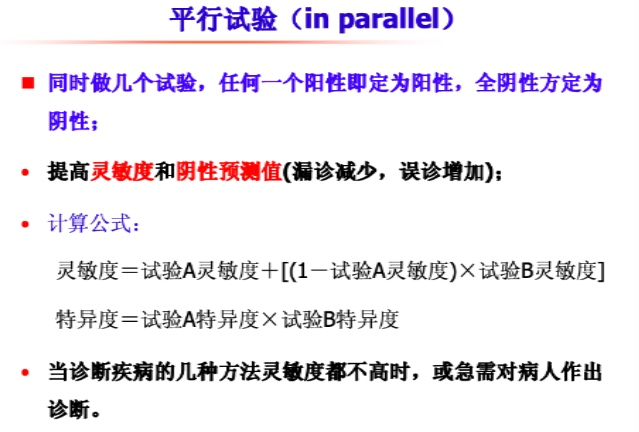 平行试验（in parallel）
同时做几个试验，任何一个阳性即定为阳性，全阴性方定为
阴性；
提高灵敏度和阴性预测值(漏诊减少，误诊增加)；
计算公式：
灵敏度＝试验A灵敏度＋[(1－试验A灵敏度)×试验B灵敏度]
特异度＝试验A特异度×试验B特异度
当诊断疾病的几种方法灵敏度都不高时，或急需对病人作出
诊断。